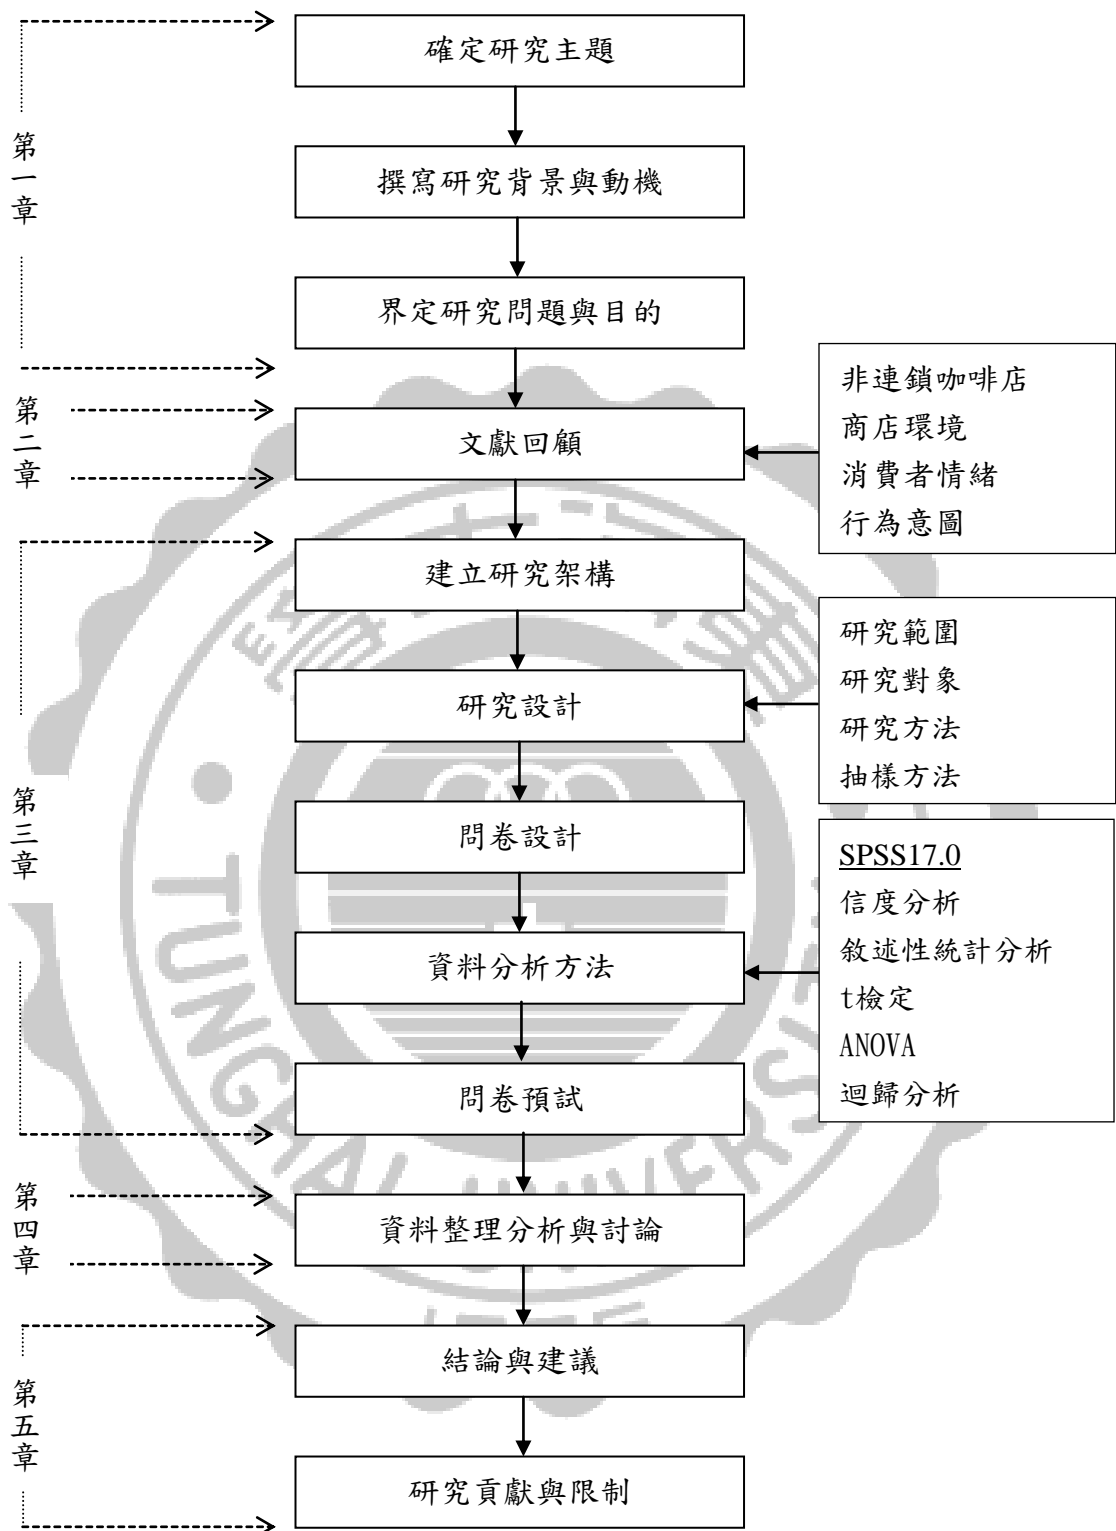 第一章
確定研究主題
撰寫研究背景與動機
界定研究問題與目的
第二章
文獻回顧
非連鎖咖啡店
商店環境
消費者情緒
行為意圖
第三章
建立研究架構
研究設計
研究範圍
研究對象
研究方法
抽樣方法
問卷設計
資料分析方法
SPSS17.0
信度分析
敘述性統計分析
t檢定
ANOVA
迴歸分析
問卷預試
第四章
資料整理分析與討論
第五章
結論與建議
研究貢獻與限制
TUNGHAI UNIVERSITY